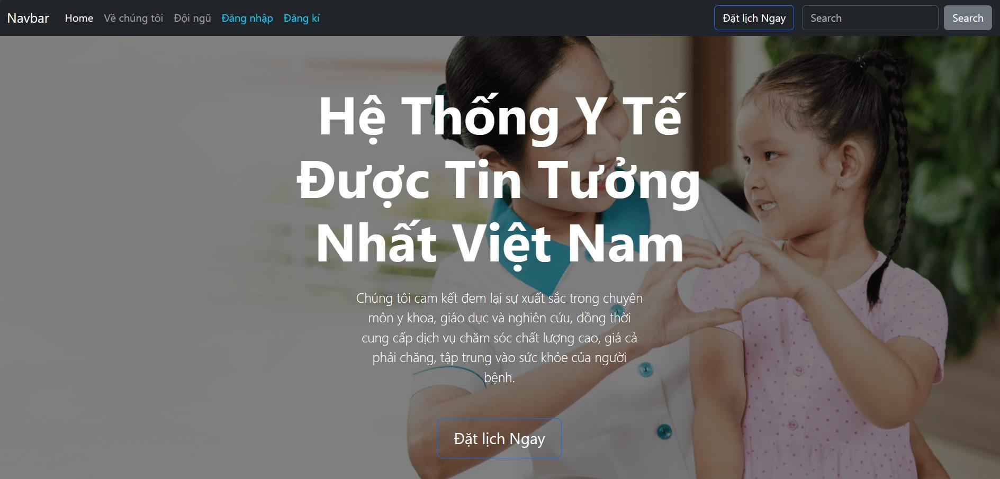 Navbar Home Về chúng tôi Đội ngũ Đăng nhập Đăng kí Đặt lịch Ngay Search Search
Hệ Thống Y Tế
Được Tin Tưởng
Nhất Việt Nam
Chúng tôi cam kết đem lại sự xuất sắc trong chuyên
môn y khoa, giáo dục và nghiên cứu, đồng thời
cung cấp dịch vụ chăm sóc chất lượng cao, giá cả
phải chăng, tập trung vào sức khỏe của người
bệnh.
Đặt lịch Ngay